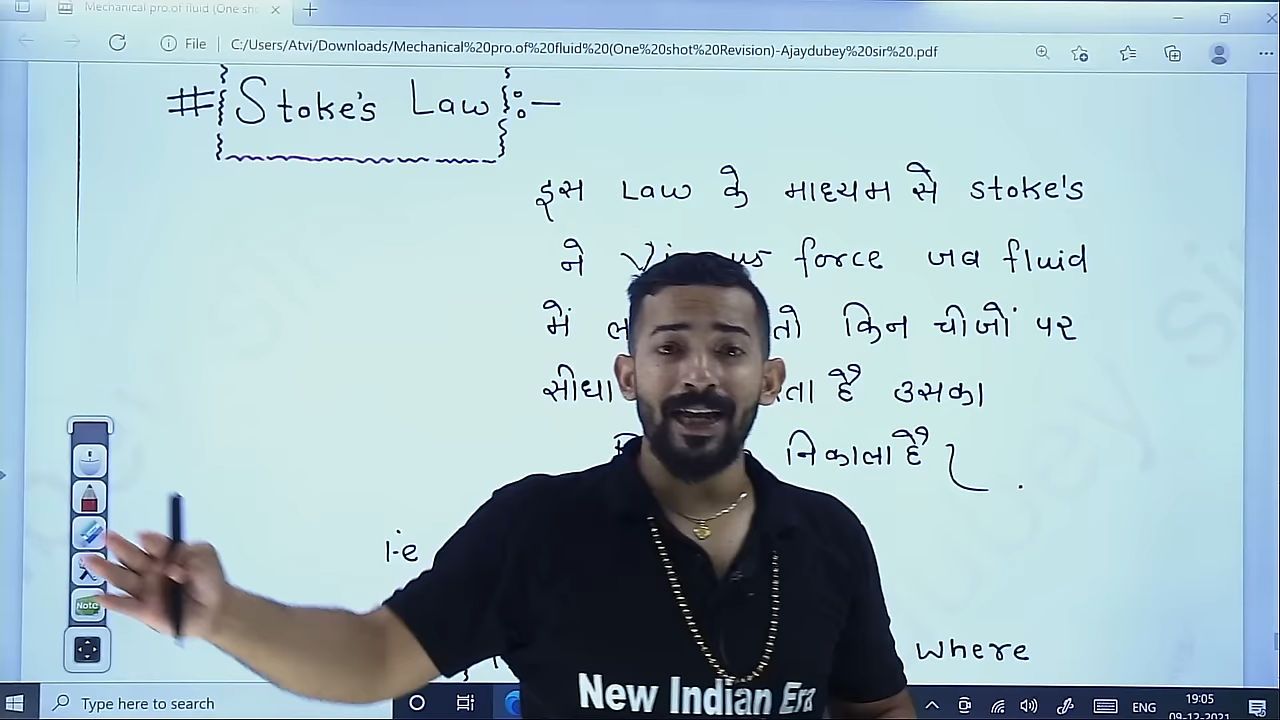 Mechanical pro.of fluid (One sho
File C:/Users/Atvi/Downloads/Mechanical%20pro.of%20fluid%20(One%20shot%20Revision)-Ajaydubey%20sir%20.pdf
# Stoke's Law :-
इस Law के माध्यम से Stoke's
ने force जब fluid
में तो किन चीजों पर
सीधा है उसका
निकाला है
i-e
where
Note
New Indian Era
Type here to search
ENG
19:05
09-12-2021